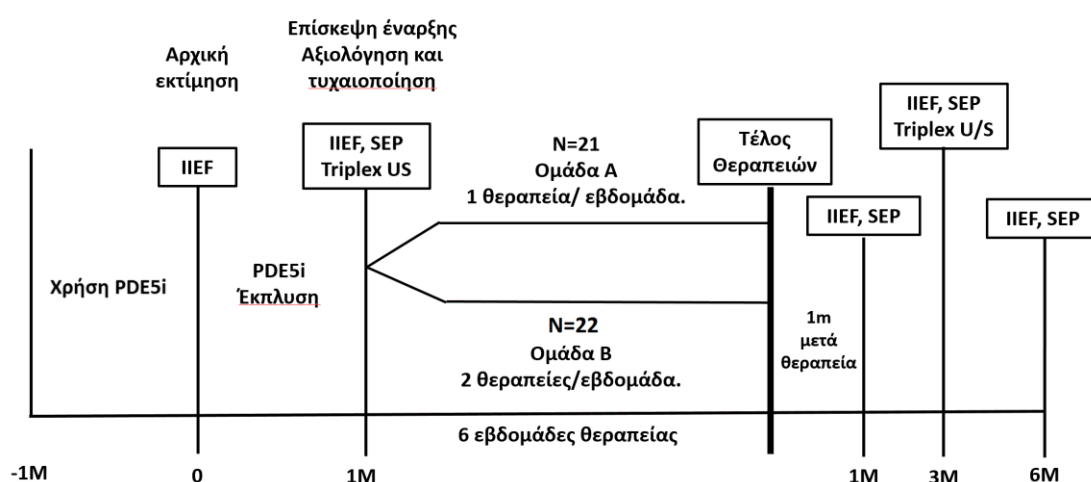 Αρχική
εκτίμηση
Επίσκεψη έναρξης
Αξιολόγηση και
τυχαιοποίηση
IIEF
IIEF, SEP
Triplex US
N=21
Ομάδα Α
1 θεραπεία/ εβδομάδα.
Τέλος
Θεραπειών
IIEF, SEP
Triplex U/S
IIEF, SEP
IIEF, SEP
Χρήση PDE5i
PDE5i
Έκπλυση
N=22
Ομάδα Β
2 θεραπείες/εβδομάδα.
1m
μετά
θεραπεία
6 εβδομάδες θεραπείας
-1M
0
1M
1M
3M
6M